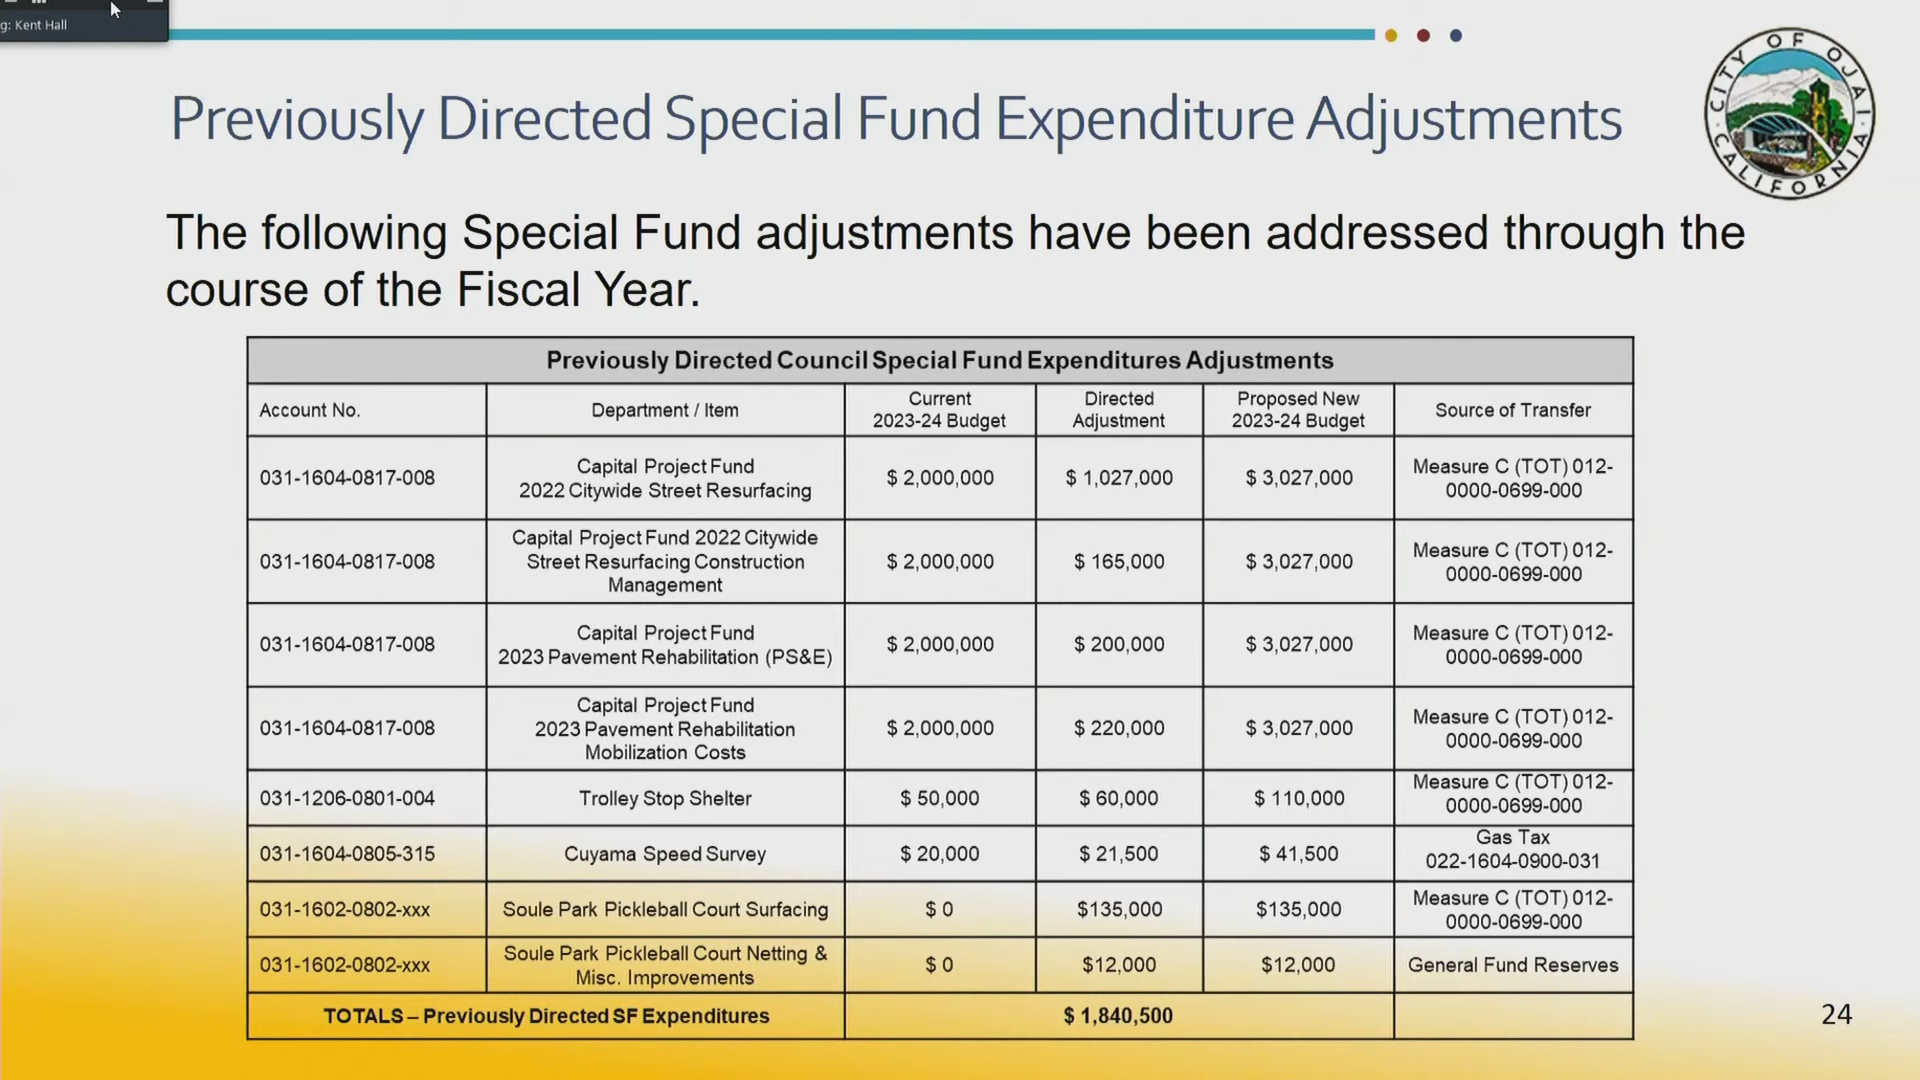 g: Kent Hall
CITY OF OJAI
CALIFORNIA
Previously Directed Special Fund Expenditure Adjustments
The following Special Fund adjustments have been addressed through the
course of the Fiscal Year.
Previously Directed Council Special Fund Expenditures Adjustments
Account No.
Department / Item
Current
2023-24 Budget
Directed
Adjustment
Proposed New
2023-24 Budget
Source of Transfer
031-1604-0817-008
Capital Project Fund
2022 Citywide Street Resurfacing
$ 2,000,000
$ 1,027,000
$ 3,027,000
Measure C (TOT) 012-
0000-0699-000
031-1604-0817-008
Capital Project Fund 2022 Citywide
Street Resurfacing Construction
Management
$ 2,000,000
$ 165,000
$ 3,027,000
Measure C (TOT) 012-
0000-0699-000
031-1604-0817-008
Capital Project Fund
2023 Pavement Rehabilitation (PS&E)
$ 2,000,000
$ 200,000
$ 3,027,000
Measure C (TOT) 012-
0000-0699-000
031-1604-0817-008
Capital Project Fund
2023 Pavement Rehabilitation
Mobilization Costs
$ 2,000,000
$ 220,000
$ 3,027,000
Measure C (TOT) 012-
0000-0699-000
031-1206-0801-004
Trolley Stop Shelter
$ 50,000
$ 60,000
$ 110,000
Measure C (TOT) 012-
0000-0699-000
031-1604-0805-315
Cuyama Speed Survey
$ 20,000
$ 21,500
$ 41,500
Gas Tax
022-1604-0900-031
031-1602-0802-xxx
Soule Park Pickleball Court Surfacing
$ 0
$135,000
$135,000
Measure C (TOT) 012-
0000-0699-000
031-1602-0802-xxx
Soule Park Pickleball Court Netting &
Misc. Improvements
$ 0
$12,000
$12,000
General Fund Reserves
TOTALS – Previously Directed SF Expenditures
$ 1,840,500
24